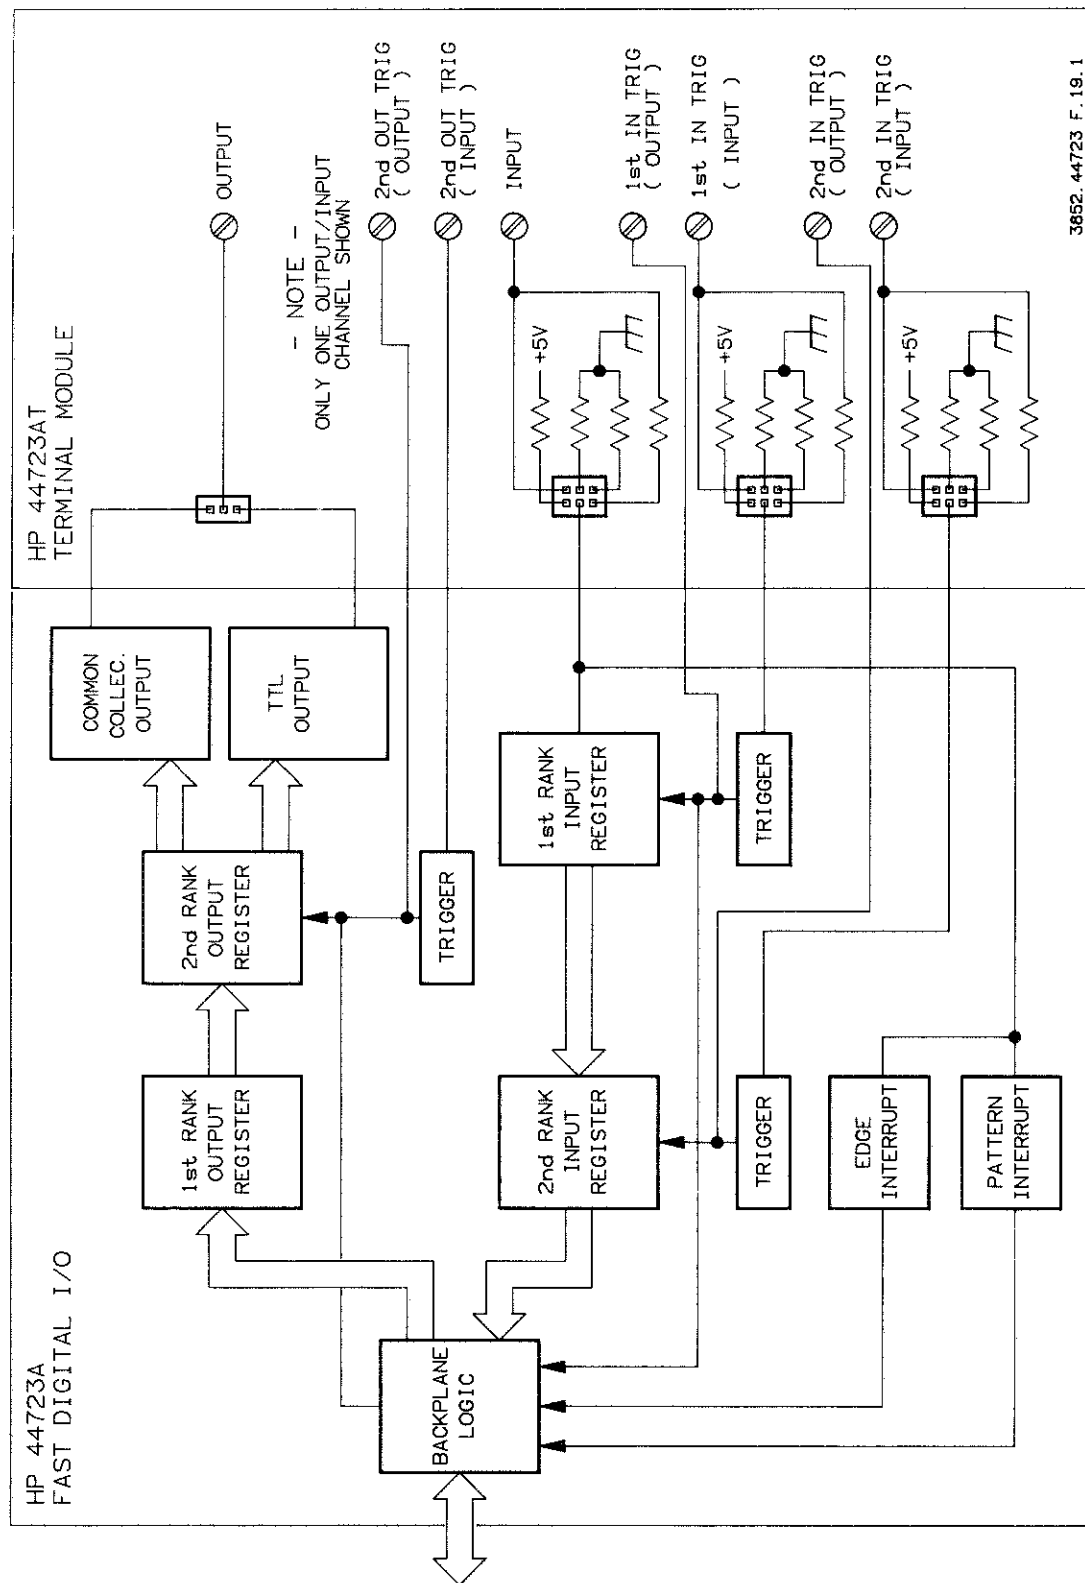 HP 44723A
FAST DIGITAL I/O
HP 44723AT
TERMINAL MODULE
BACKPLANE
LOGIC
1st RANK
OUTPUT
REGISTER
2nd RANK
OUTPUT
REGISTER
COMMON
COLLEC.
OUTPUT
TTL
OUTPUT
OUTPUT
- NOTE -
ONLY ONE OUTPUT/INPUT
CHANNEL SHOWN
TRIGGER
2nd OUT TRIG
( OUTPUT )
2nd OUT TRIG
( INPUT )
2nd RANK
INPUT
REGISTER
1st RANK
INPUT
REGISTER
INPUT
+5V
TRIGGER
TRIGGER
1st IN TRIG
( OUTPUT )
1st IN TRIG
( INPUT )
+5V
EDGE
INTERRUPT
2nd IN TRIG
( OUTPUT )
2nd IN TRIG
( INPUT )
+5V
PATTERN
INTERRUPT
3852.44723 F.19.1